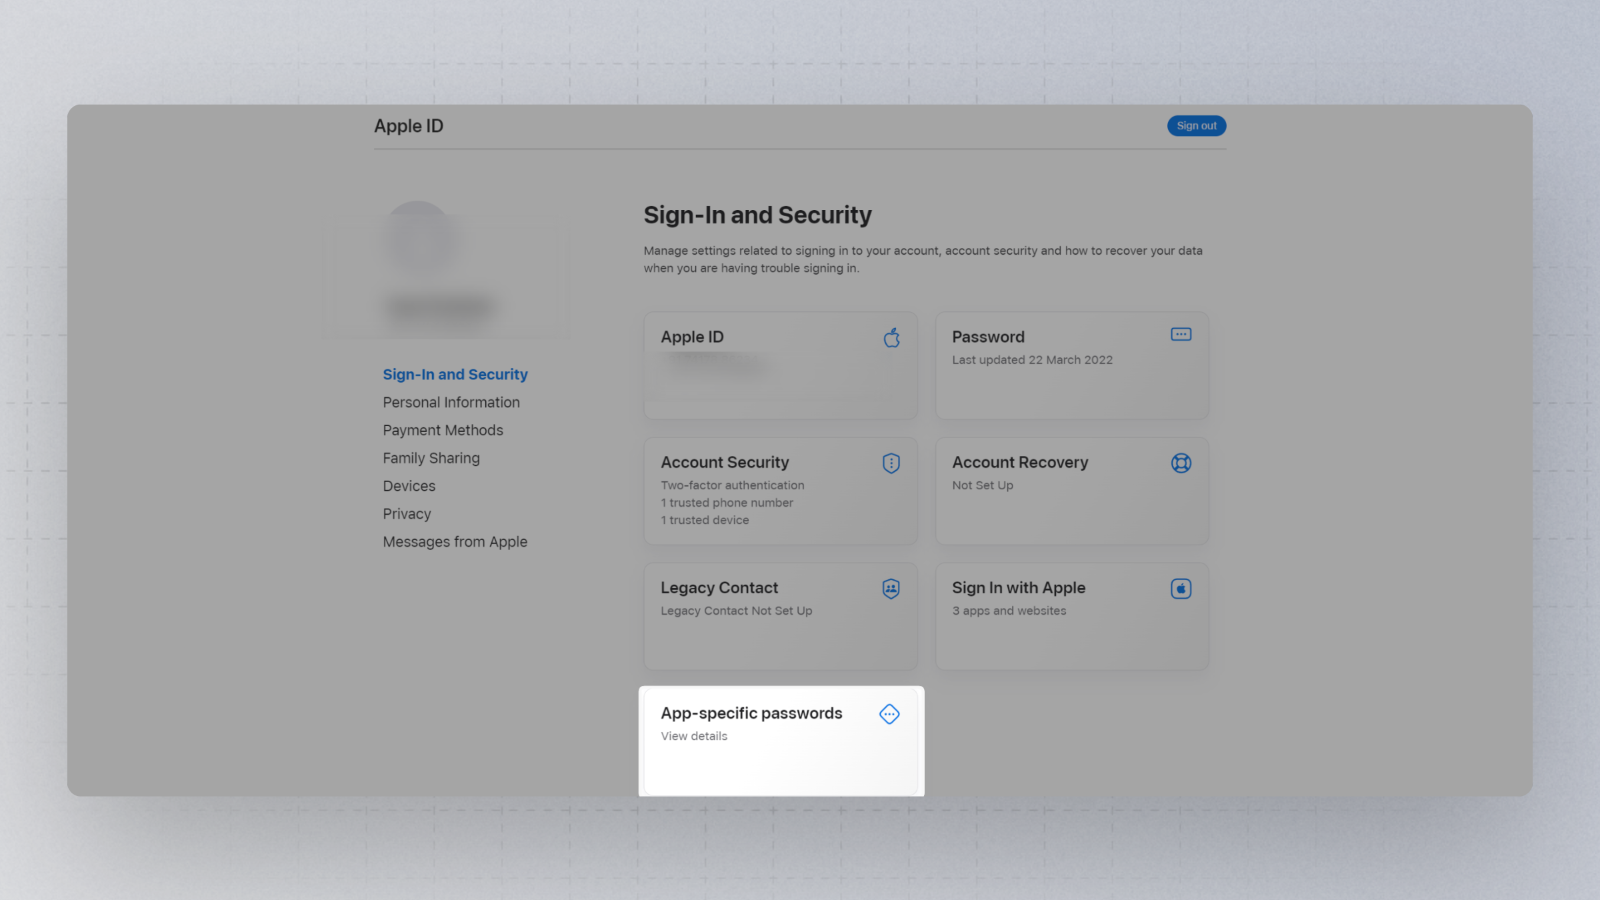 Apple ID
Sign out
Sign-In and Security
Personal Information
Payment Methods
Family Sharing
Devices
Privacy
Messages from Apple
Sign-In and Security
Manage settings related to signing in to your account, account security and how to recover your data
when you are having trouble signing in.
Apple ID
Password
Last updated 22 March 2022
Account Security
Two-factor authentication
1 trusted phone number
1 trusted device
Account Recovery
Not Set Up
Legacy Contact
Legacy Contact Not Set Up
Sign In with Apple
3 apps and websites
App-specific passwords
View details